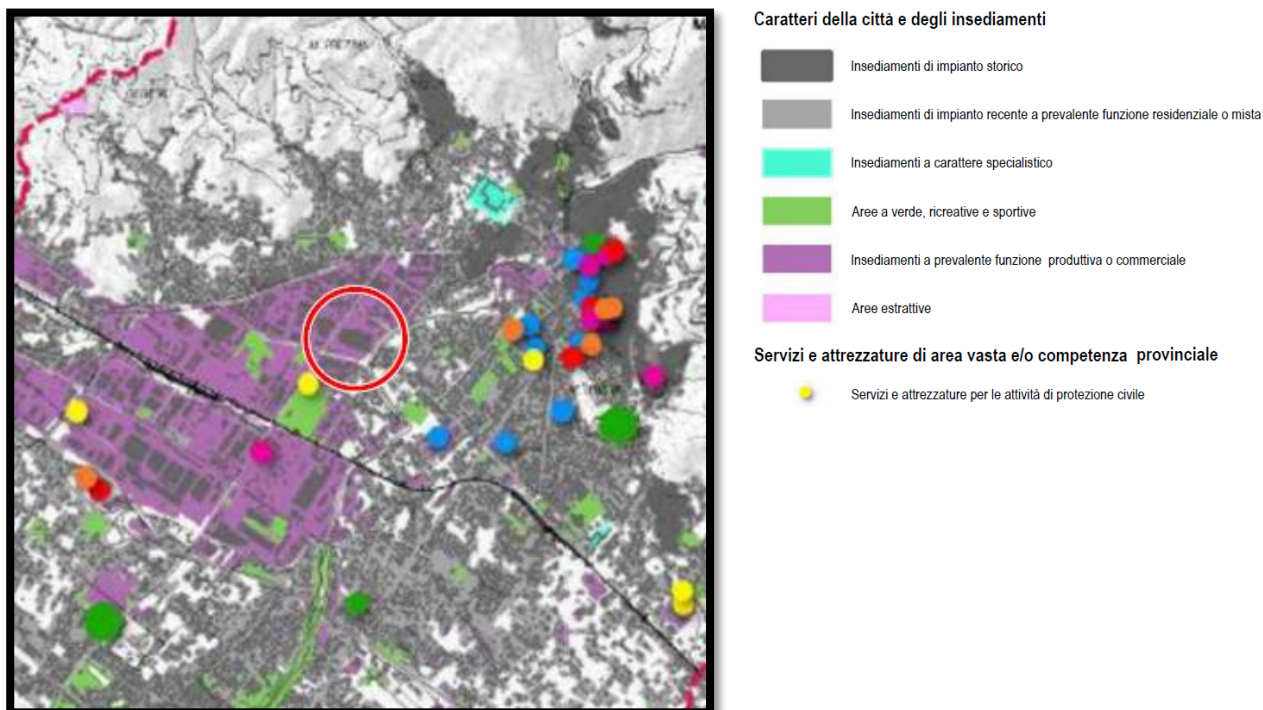 Caratteri della città e degli insediamenti
Insediamenti di impianto storico
Insediamenti di impianto recente a prevalente funzione residenziale o mista
Insediamenti a carattere specialistico
Aree a verde, ricreative e sportive
Insediamenti a prevalente funzione produttiva o commerciale
Aree estrattive
Servizi e attrezzature di area vasta e/o competenza provinciale
Servizi e attrezzature per le attività di protezione civile